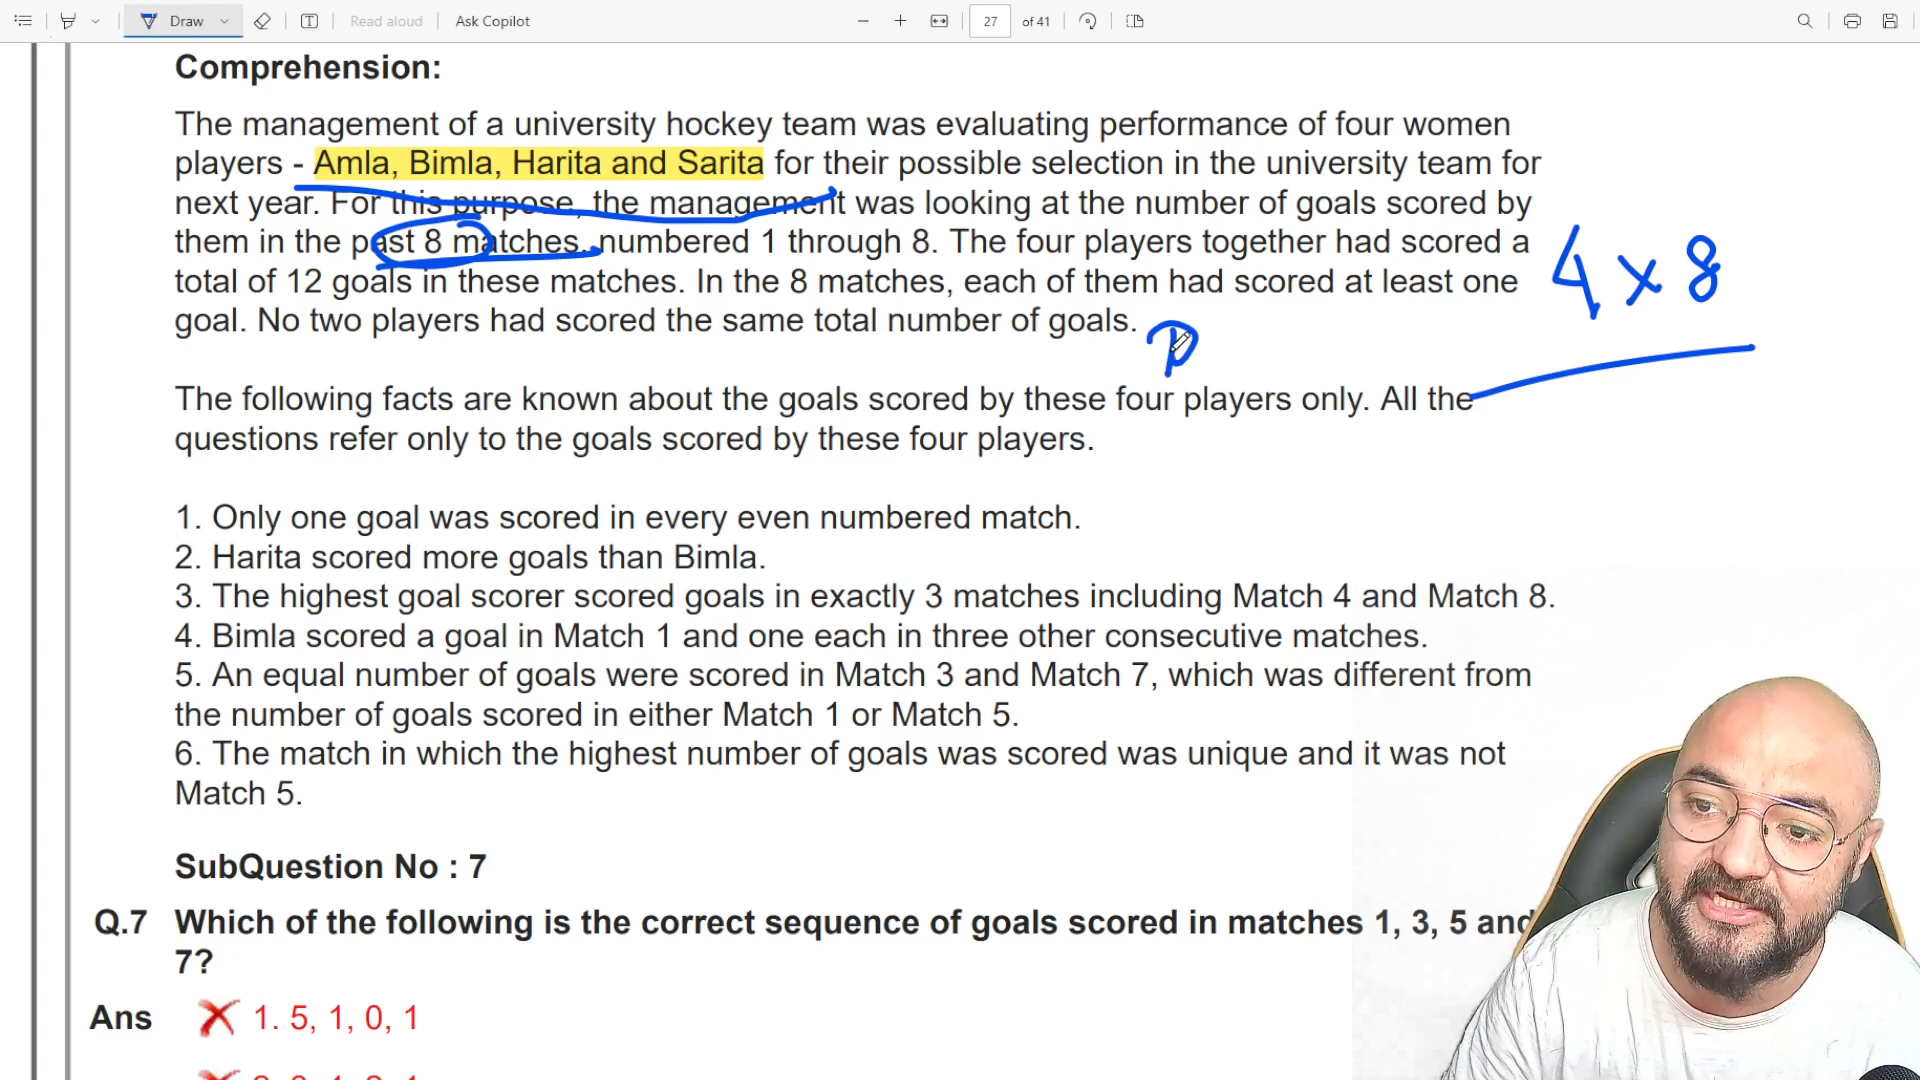 Draw
Read aloud
Ask Copilot
27
of 41
Comprehension:
The management of a university hockey team was evaluating performance of four women
players - Amla, Bimla, Harita and Sarita for their possible selection in the university team for
next year. For this purpose, the management was looking at the number of goals scored by
them in the past 8 matches, numbered 1 through 8. The four players together had scored a
total of 12 goals in these matches. In the 8 matches, each of them had scored at least one
goal. No two players had scored the same total number of goals.
4 x 8
The following facts are known about the goals scored by these four players only. All the
questions refer only to the goals scored by these four players.
1. Only one goal was scored in every even numbered match.
2. Harita scored more goals than Bimla.
3. The highest goal scorer scored goals in exactly 3 matches including Match 4 and Match 8.
4. Bimla scored a goal in Match 1 and one each in three other consecutive matches.
5. An equal number of goals were scored in Match 3 and Match 7, which was different from
the number of goals scored in either Match 1 or Match 5.
6. The match in which the highest number of goals was scored was unique and it was not
Match 5.
SubQuestion No : 7
Q.7 Which of the following is the correct sequence of goals scored in matches 1, 3, 5 and
7?
Ans 1. 5, 1, 0, 1